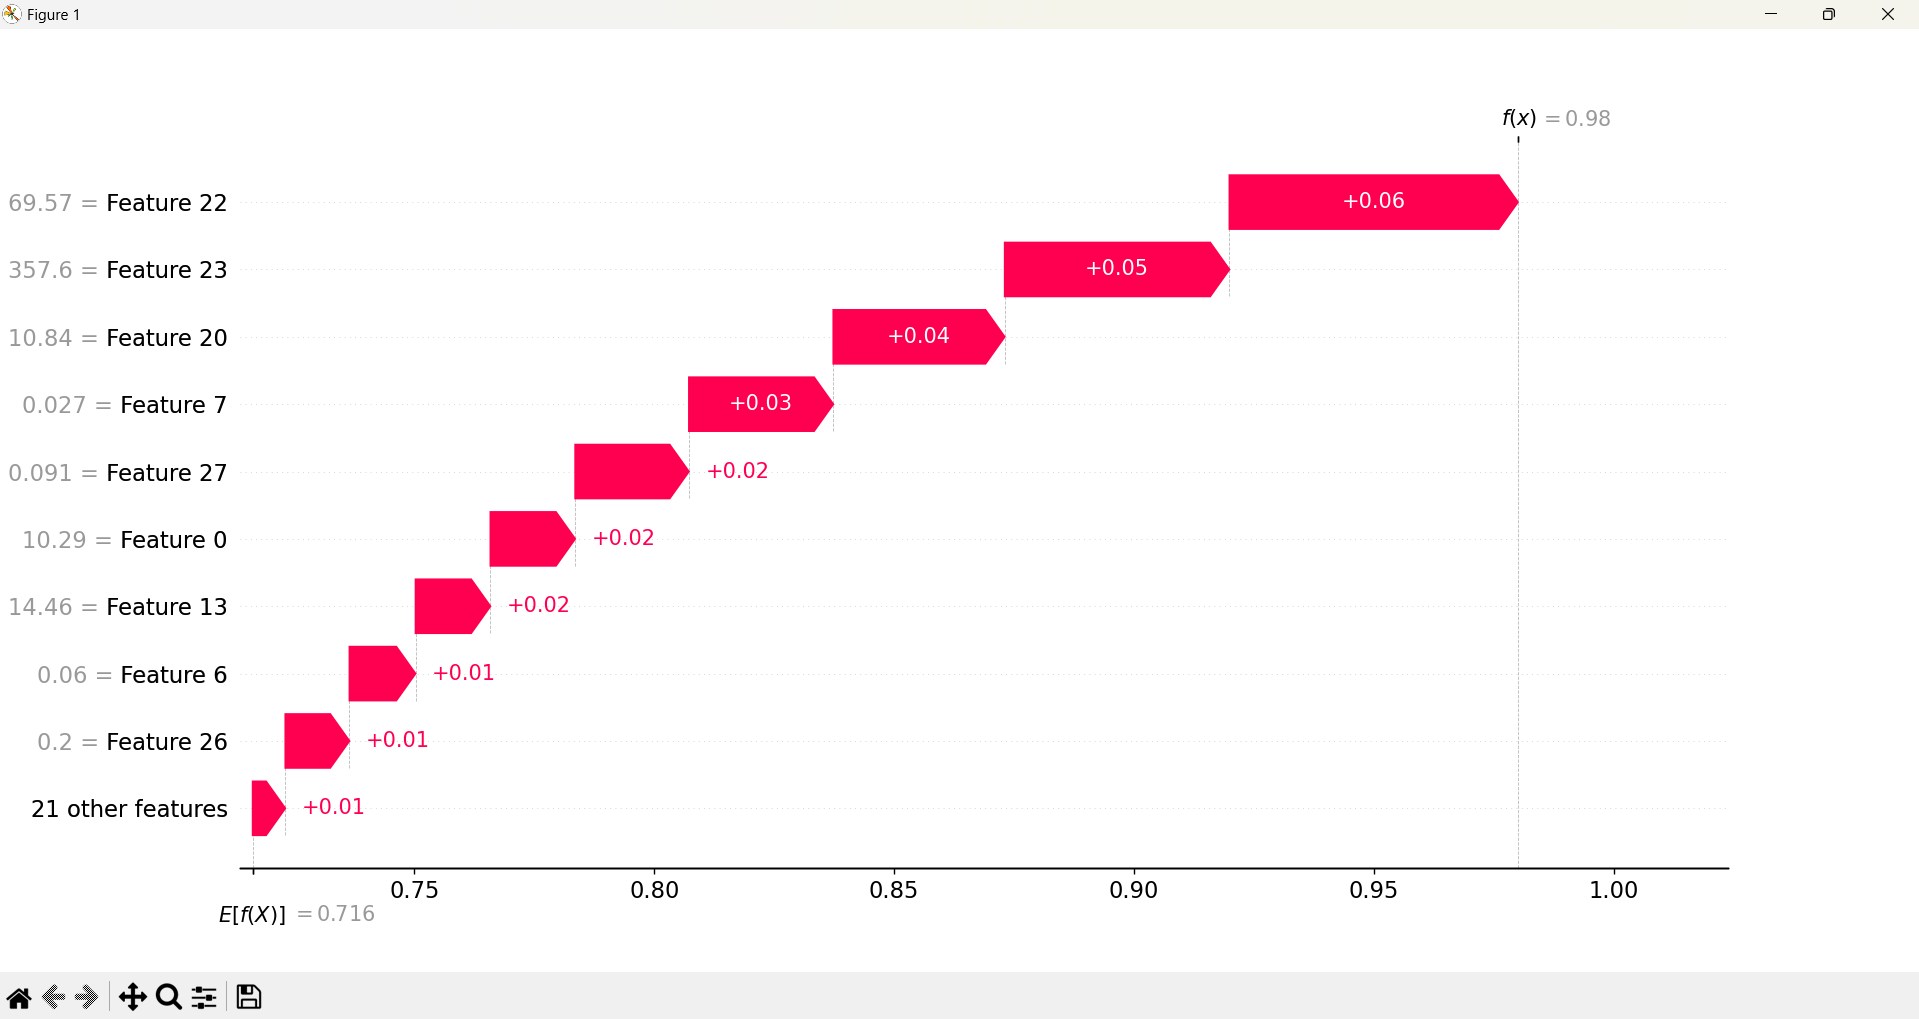 Figure 1
f(x) = 0.98
69.57 = Feature 22
+0.06
357.6 = Feature 23
+0.05
10.84 = Feature 20
+0.04
0.027 = Feature 7
+0.03
0.091 = Feature 27
+0.02
10.29 = Feature 0
+0.02
14.46 = Feature 13
+0.02
0.06 = Feature 6
+0.01
0.2 = Feature 26
+0.01
21 other features
+0.01
0.75 0.80 0.85 0.90 0.95 1.00
E[f(X)] = 0.716